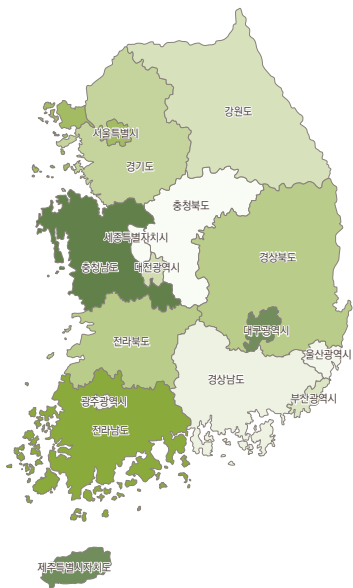 강원도
서울특별시
경기도
충청북도
세종특별자치시
경상북도
충청남도
대전광역시
대구광역시
전라북도
울산광역시
경상남도
부산광역시
광주광역시
전라남도
제주특별시자치도